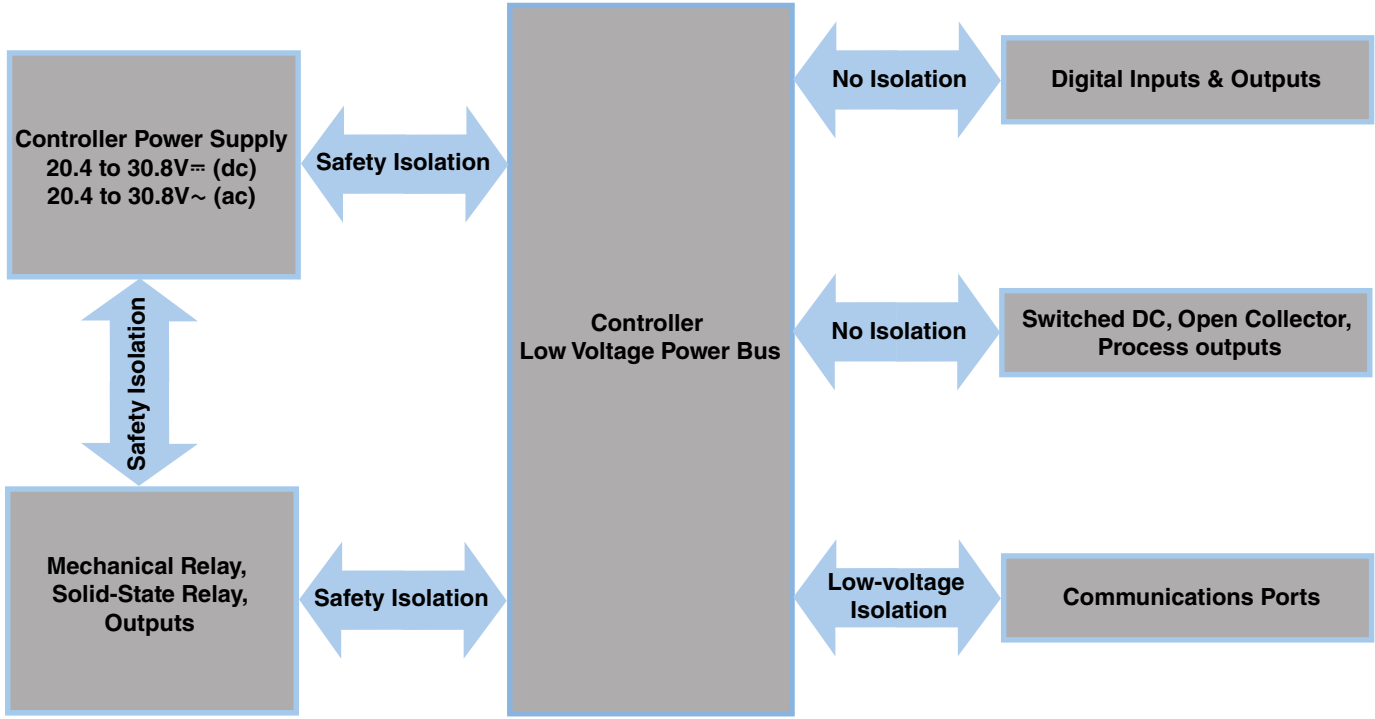 Controller Power Supply
20.4 to 30.8V⎓ (dc)
20.4 to 30.8V~ (ac)
Safety Isolation
Safety Isolation
Mechanical Relay,
Solid-State Relay,
Outputs
Safety Isolation
Controller
Low Voltage Power Bus
No Isolation
Digital Inputs & Outputs
No Isolation
Switched DC, Open Collector,
Process outputs
Low-voltage
Isolation
Communications Ports